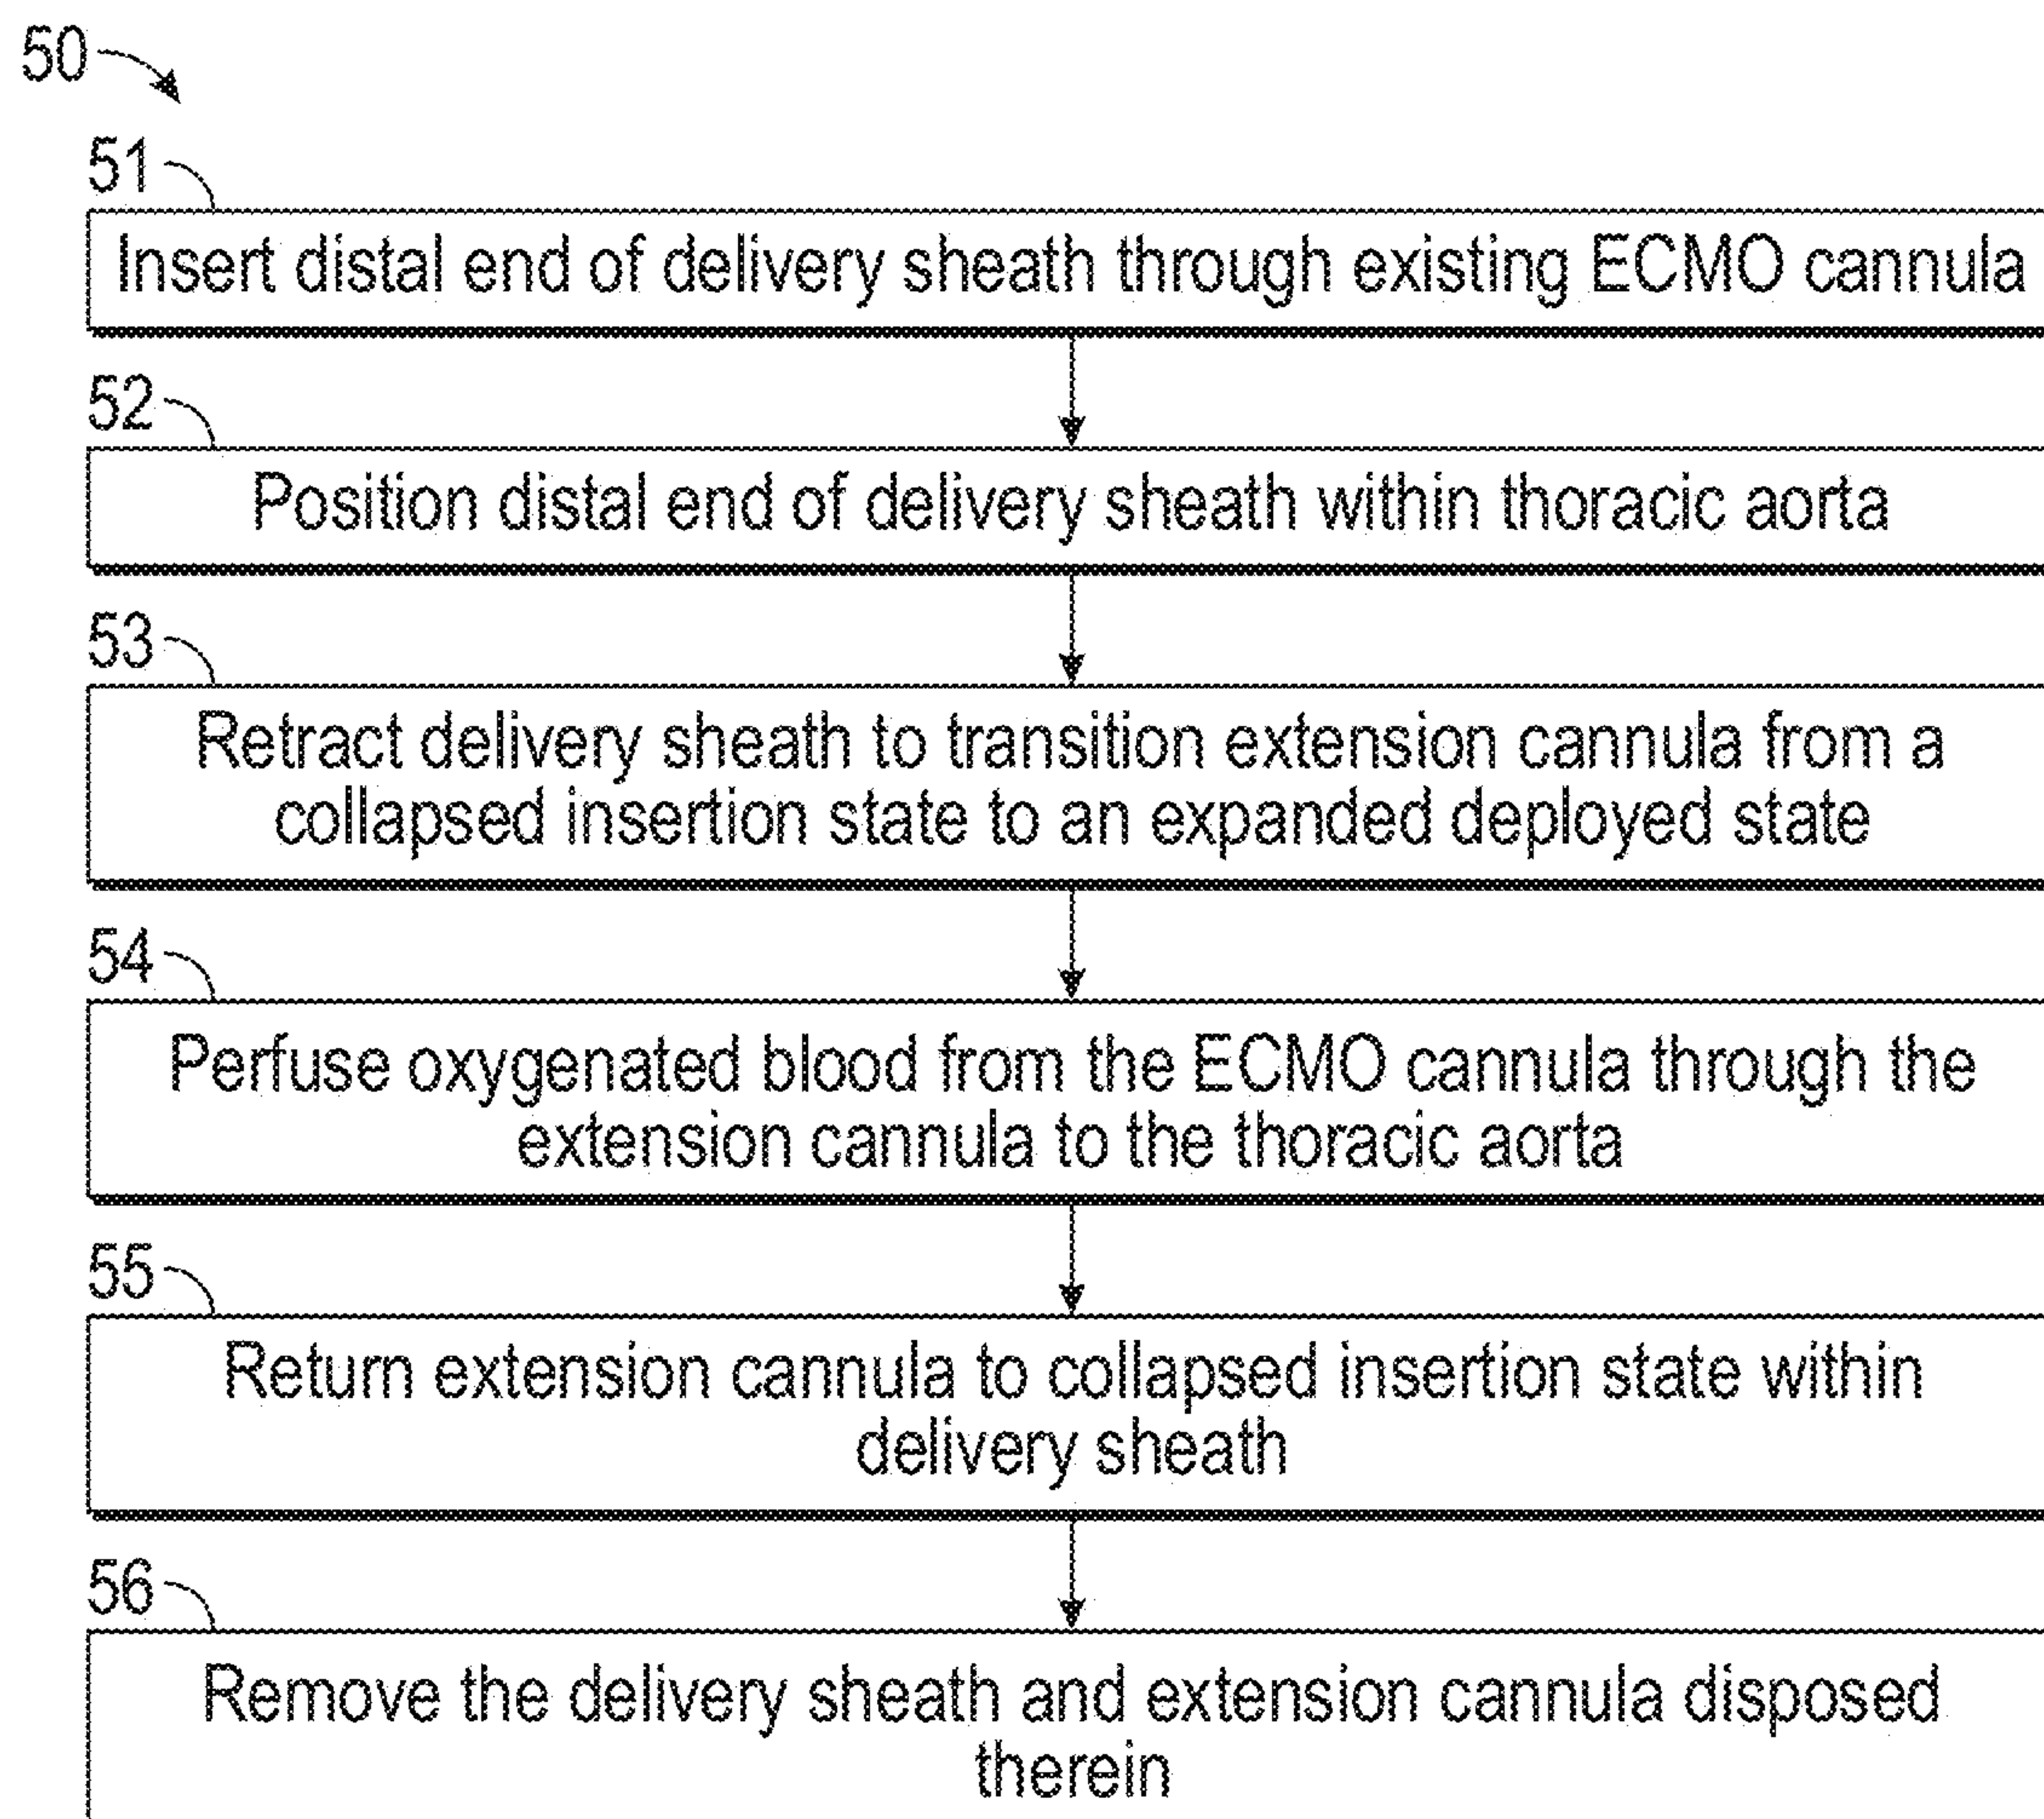 50
51
Insert distal end of delivery sheath through existing ECMO cannula
52
Position distal end of delivery sheath within thoracic aorta
53
Retract delivery sheath to transition extension cannula from a
collapsed insertion state to an expanded deployed state
54
Perfuse oxygenated blood from the ECMO cannula through the
extension cannula to the thoracic aorta
55
Return extension cannula to collapsed insertion state within
delivery sheath
56
Remove the delivery sheath and extension cannula disposed
therein